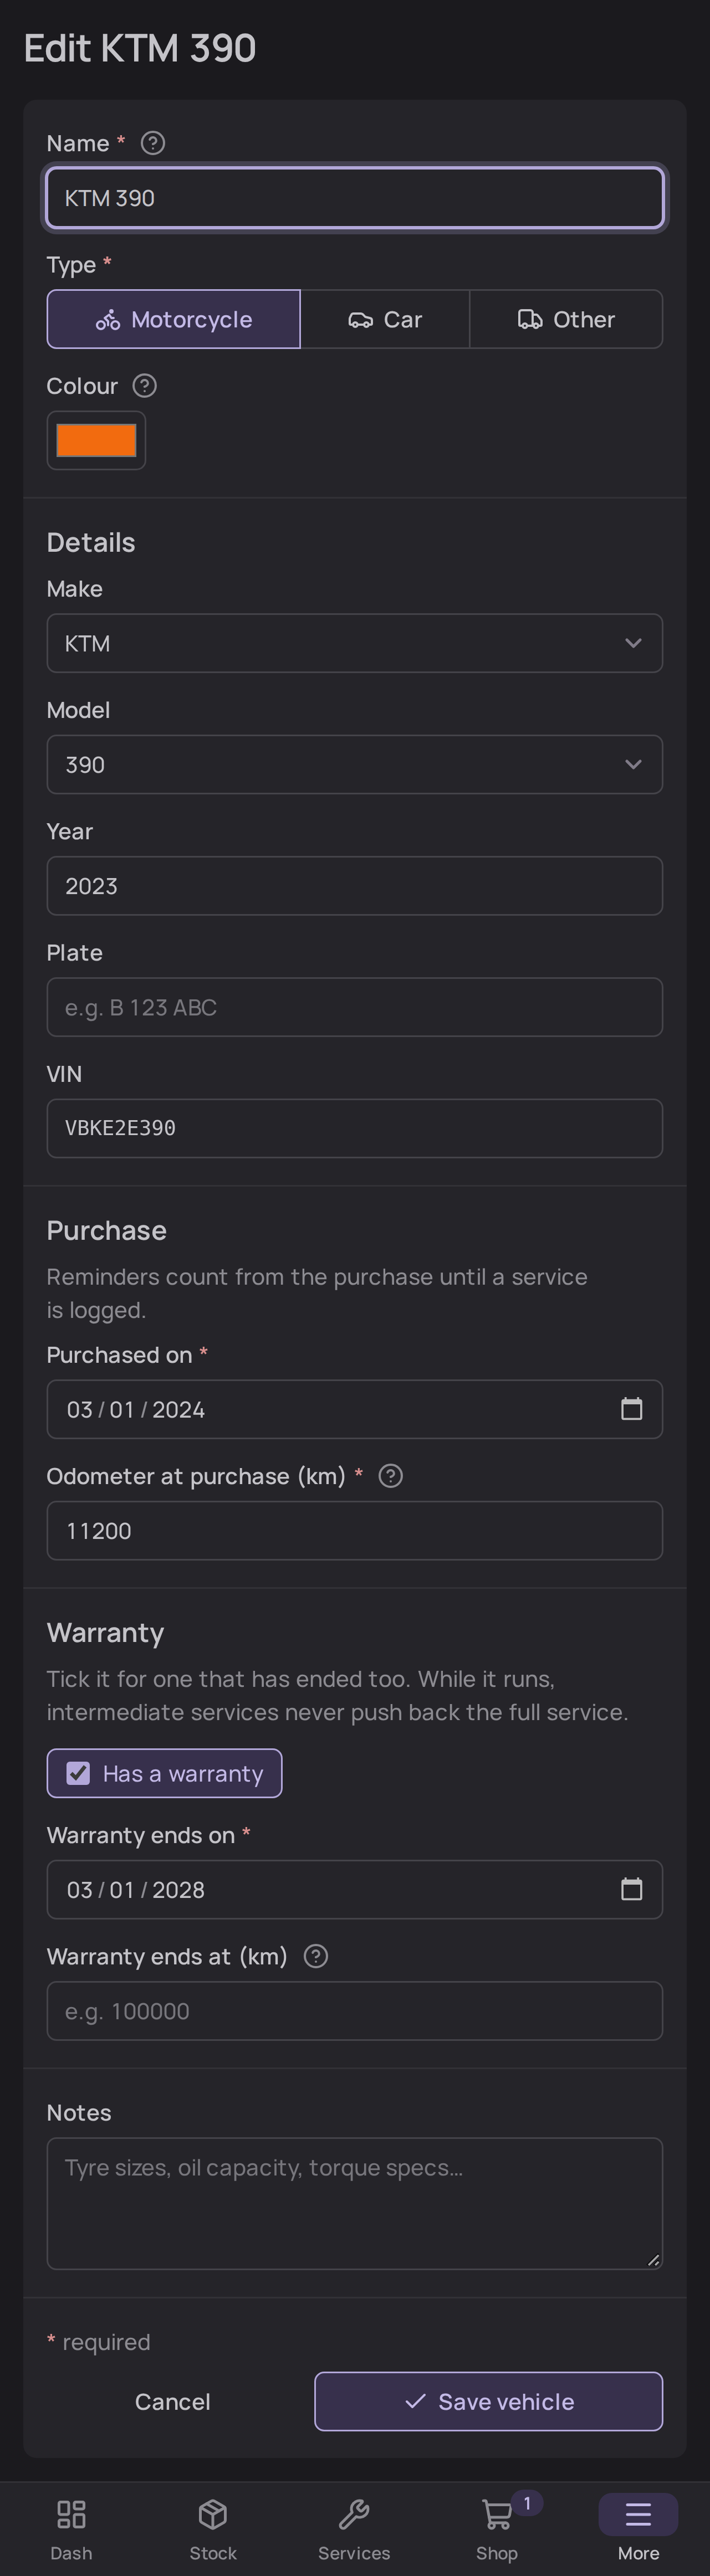 Edit KTM 390
Name *
KTM 390
Type *
Motorcycle
Car
Other
Colour
Details
Make
KTM
Model
390
Year
2023
Plate
e.g. B 123 ABC
VIN
VBKE2E390
Purchase
Reminders count from the purchase until a service
is logged.
Purchased on *
03 / 01 / 2024
Odometer at purchase (km) *
11200
Warranty
Tick it for one that has ended too. While it runs,
intermediate services never push back the full service.
Has a warranty
Warranty ends on *
03 / 01 / 2028
Warranty ends at (km)
e.g. 100000
Notes
Tyre sizes, oil capacity, torque specs…
* required
Cancel
Save vehicle
1
Dash
Stock
Services
Shop
More